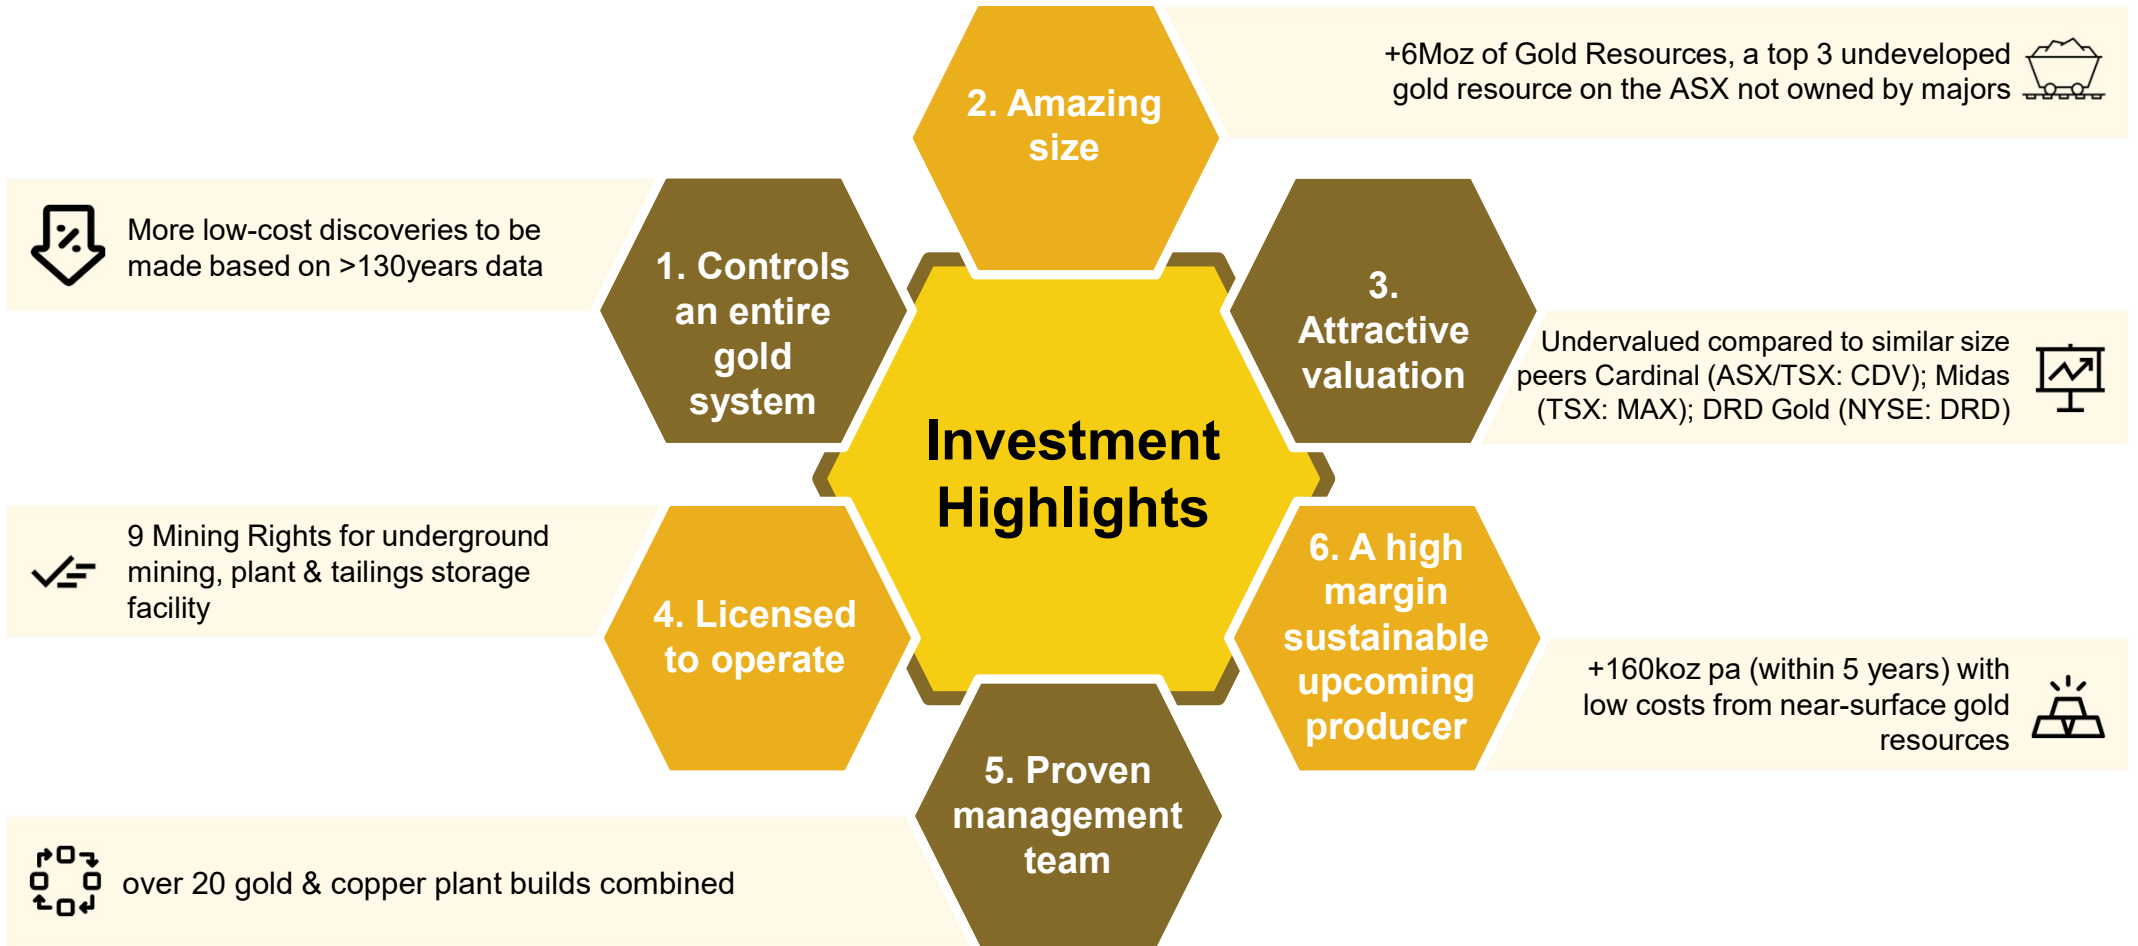 Investment
Highlights
1. Controls
an entire
gold
system
More low-cost discoveries to be
made based on >130years data
2. Amazing
size
+6Moz of Gold Resources, a top 3 undeveloped
gold resource on the ASX not owned by majors
3.
Attractive
valuation
Undervalued compared to similar size
peers Cardinal (ASX/TSX: CDV); Midas
(TSX: MAX); DRD Gold (NYSE: DRD)
4. Licensed
to operate
9 Mining Rights for underground
mining, plant & tailings storage
facility
5. Proven
management
team
over 20 gold & copper plant builds combined
6. A high
margin
sustainable
upcoming
producer
+160koz pa (within 5 years) with
low costs from near-surface gold
resources